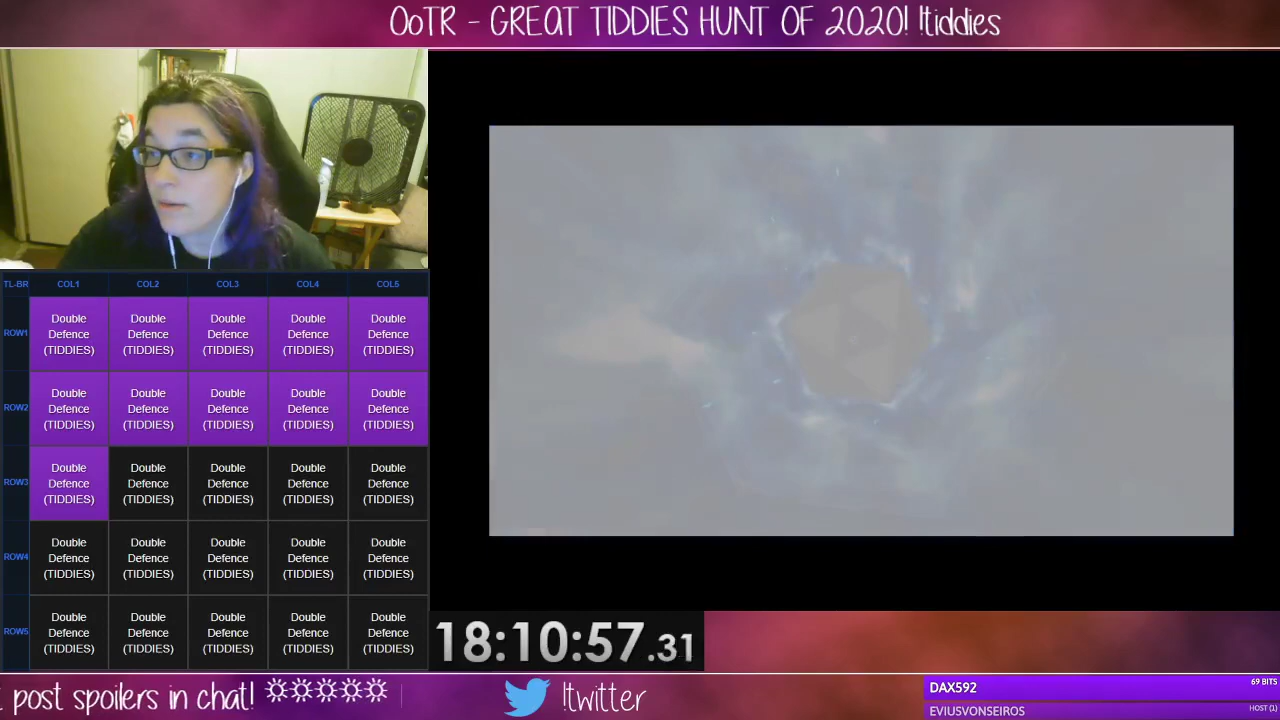 OoTR - GREAT TIDDIES HUNT OF 2020! !tiddies
TL-BR COL1 COL2 COL3 COL4 COL5
ROW1
Double Defence (TIDDIES)
Double Defence (TIDDIES)
Double Defence (TIDDIES)
Double Defence (TIDDIES)
Double Defence (TIDDIES)
ROW2
Double Defence (TIDDIES)
Double Defence (TIDDIES)
Double Defence (TIDDIES)
Double Defence (TIDDIES)
Double Defence (TIDDIES)
ROW3
Double Defence (TIDDIES)
Double Defence (TIDDIES)
Double Defence (TIDDIES)
Double Defence (TIDDIES)
Double Defence (TIDDIES)
ROW4
Double Defence (TIDDIES)
Double Defence (TIDDIES)
Double Defence (TIDDIES)
Double Defence (TIDDIES)
Double Defence (TIDDIES)
ROW5
Double Defence (TIDDIES)
Double Defence (TIDDIES)
Double Defence (TIDDIES)
Double Defence (TIDDIES)
Double Defence (TIDDIES)
18:10:57.31
post spoilers in chat!
!twitter
DAX592 69 BITS
EVIUSVONSEIROS HOST (1)